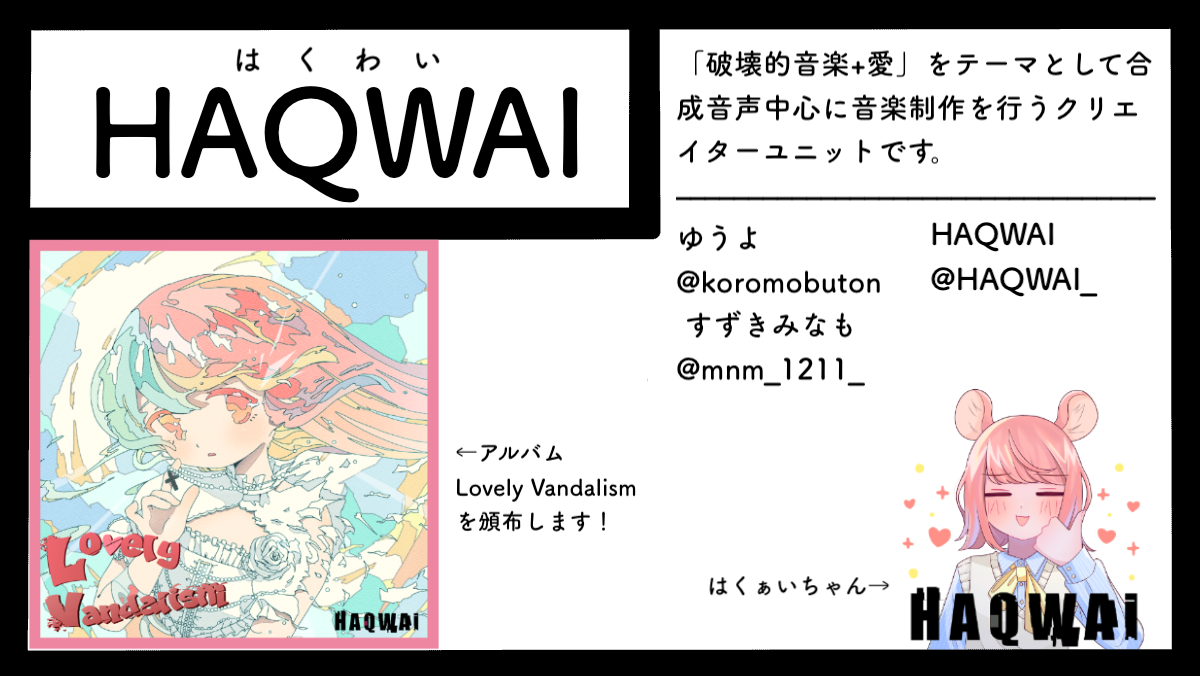 はくわい
HAQWAI
「破壊的音楽+愛」をテーマとして合
成音声中心に音楽制作を行うクリエ
イターユニットです。
ゆうよ
@koromobuton
すずきみなも
@mnm_1211_
HAQWAI
@HAQWAI_
Lovely
Vandalism
HAQWAi
←アルバム
Lovely Vandalism
を頒布します！
はくぁいちゃん→
HAQWAi